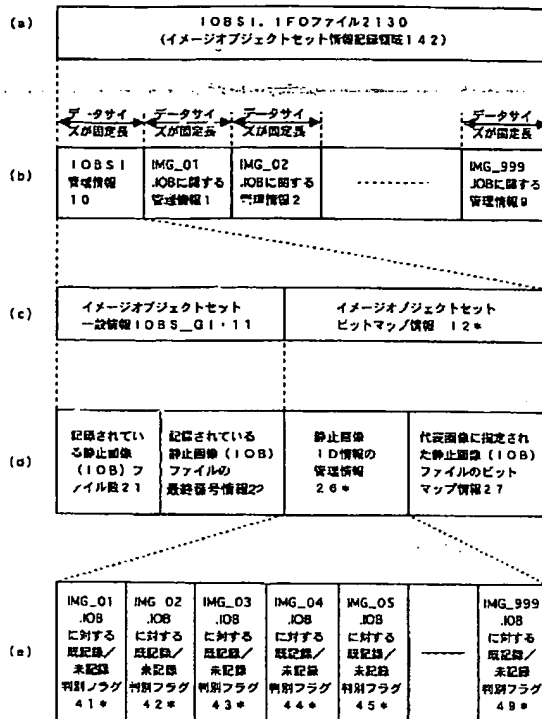 (a)
IOBSI. IFOファイル2130
(イメージオブジェクトセット情報記録領域142)
データサイ
ズが固定長
データサイ
ズが固定長
データサイ
ズが固定長
データサイ
ズが固定長
(b)
IOBSI
管理情報
10
IMG_01
.IOBに関する
管理情報1
IMG_02
.IOBに関する
管理情報2
IMG_999
.IOBに関する
管理情報9
(c)
イメージオブジェクトセット
一般情報IOBS_GI・11
イメージオブジェクトセット
ビットマップ情報 12*
(d)
記録されてい
る静止画像
(IOB)フ
ァイル数21
記録されている
静止画像(IOB)
ファイルの
最終番号情報22
静止画像
ID情報の
管理情報
26*
代表画像に指定され
た静止画像(IOB)
ファイルのビット
マップ情報27
(e)
IMG_01
.IOB
に対する
既記録/
未記録
判別フラグ
41*
IMG_02
.IOB
に対する
既記録/
未記録
判別フラグ
42*
IMG_03
.IOB
に対する
既記録/
未記録
判別フラグ
43*
IMG_04
.IOB
に対する
既記録/
未記録
判別フラグ
44*
IMG_05
.IOB
に対する
既記録/
未記録
判別フラグ
45*
IMG_999
.IOB
に対する
既記録/
未記録
判別フラグ
49*